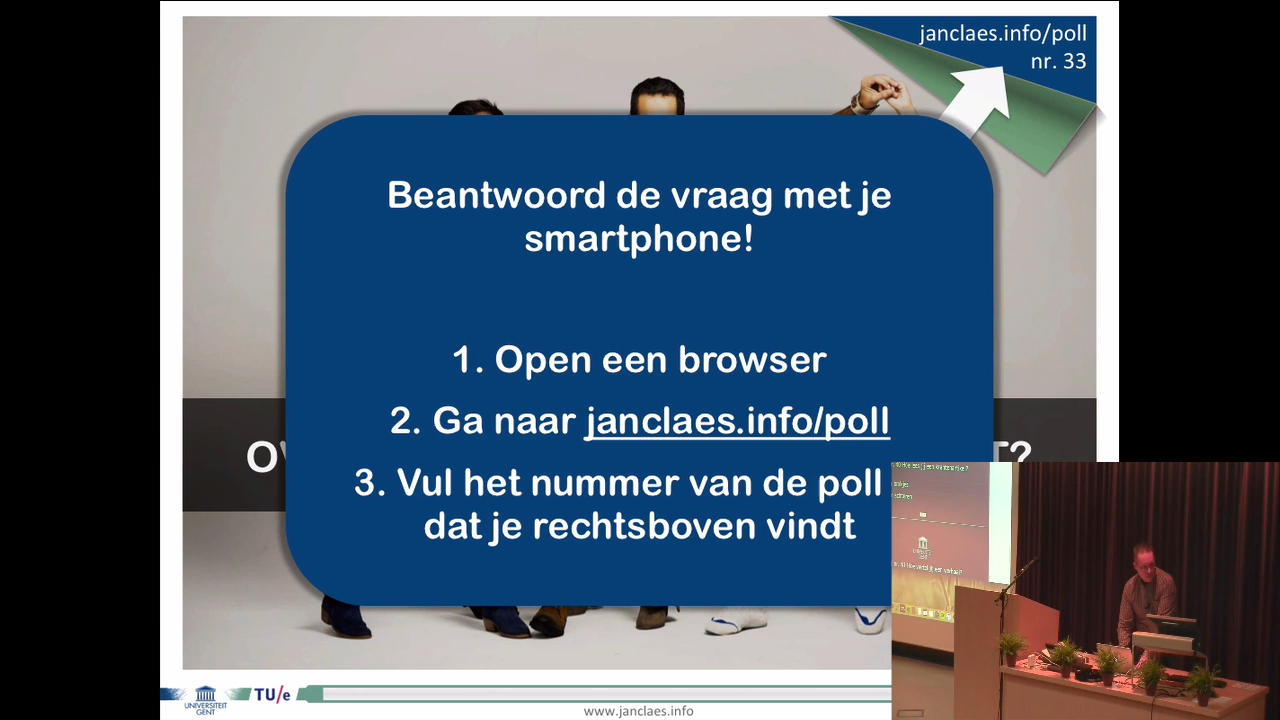 janclaes.info/poll
nr. 33
Beantwoord de vraag met je
smartphone!
1. Open een browser
2. Ga naar janclaes.info/poll
3. Vul het nummer van de poll
dat je rechtsboven vindt
T?
UNIVERSITEIT
GENT
TU/e
www.janclaes.info